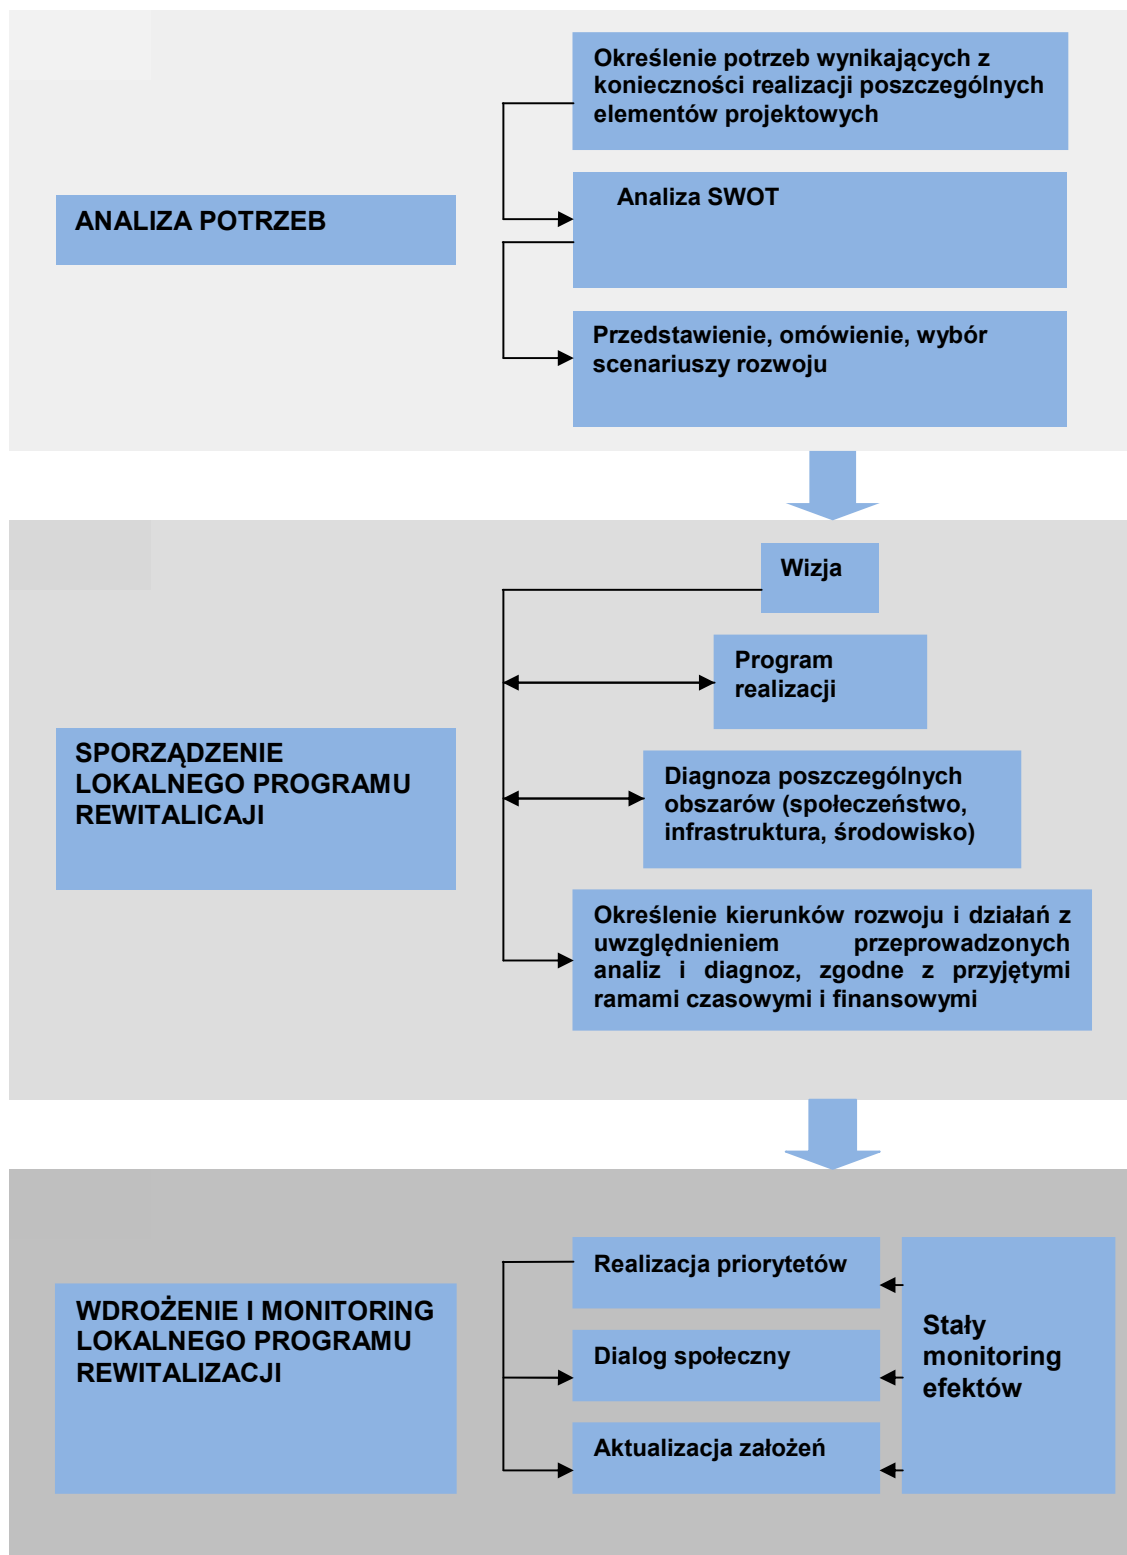 Określenie potrzeb wynikających z
konieczności realizacji poszczególnych
elementów projektowych
ANALIZA POTRZEB
Analiza SWOT
Przedstawienie, omówienie, wybór
scenariuszy rozwoju
Wizja
Program
realizacji
SPORZĄDZENIE
LOKALNEGO PROGRAMU
REWITALICAJI
Diagnoza poszczególnych
obszarów (społeczeństwo,
infrastruktura, środowisko)
Określenie kierunków rozwoju i działań z
uwzględnieniem przeprowadzonych
analiz i diagnoz, zgodne z przyjętymi
ramami czasowymi i finansowymi
WDROŻENIE I MONITORING
LOKALNEGO PROGRAMU
REWITALIZACJI
Realizacja priorytetów
Dialog społeczny
Aktualizacja założeń
Stały
monitoring
efektów